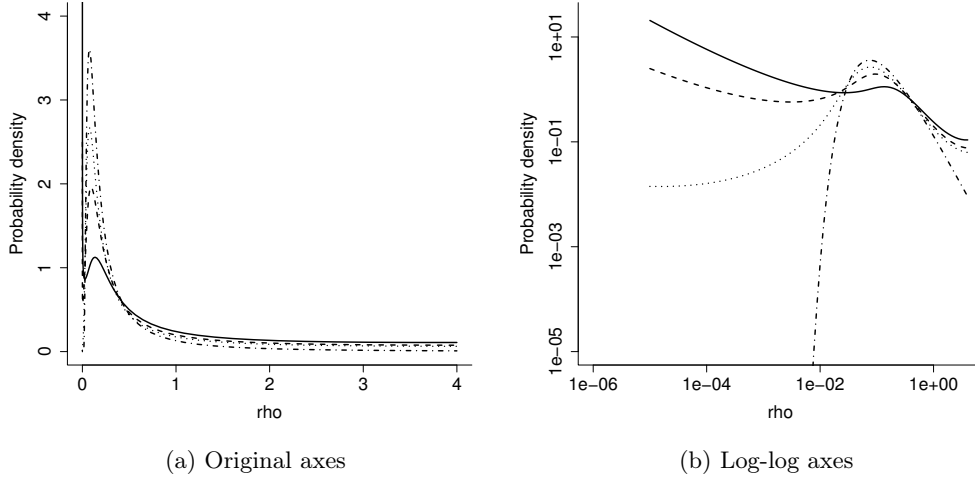 4
3
2
1
0
Probability density
0 1 2 3 4
rho
(a) Original axes
1e+01
1e-01
1e-03
1e-05
Probability density
1e-06 1e-04 1e-02 1e+00
rho
(b) Log-log axes